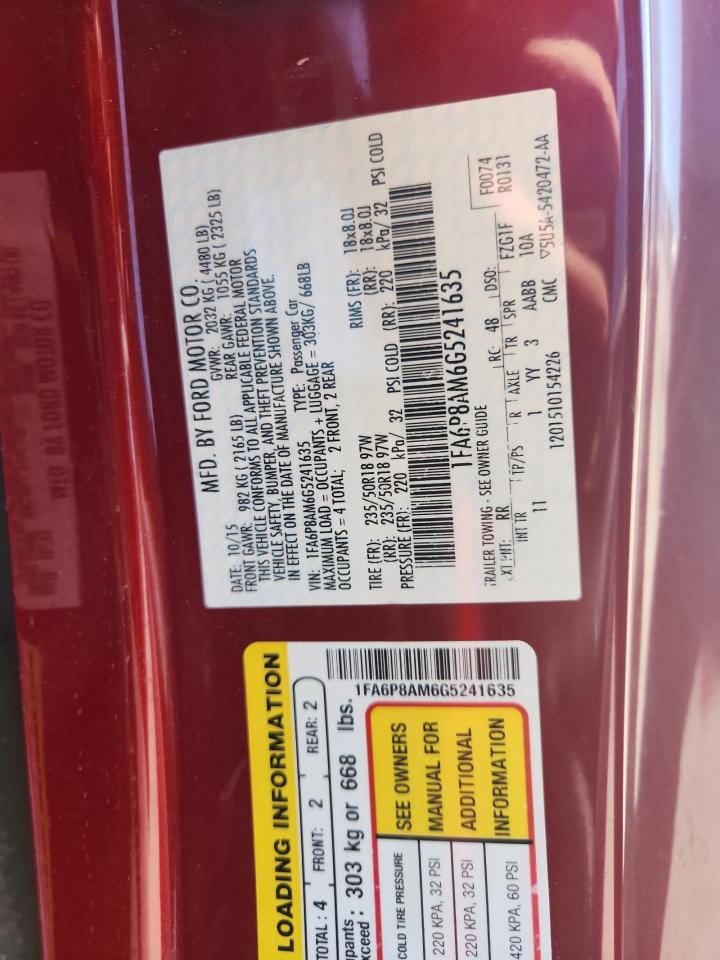 MFD. BY FORD MOTOR CO.
DATE: 10/15 GVWR: 2032 KG ( 4480 LB)
FRONT GAWR: 982 KG ( 2165 LB) REAR GAWR: 1055 KG ( 2325 LB)
THIS VEHICLE CONFORMS TO ALL APPLICABLE FEDERAL MOTOR
VEHICLE SAFETY, BUMPER, AND THEFT PREVENTION STANDARDS
IN EFFECT ON THE DATE OF MANUFACTURE SHOWN ABOVE.
VIN: 1FA6P8AM6G5241635 TYPE: Passenger Car
MAXIMUM LOAD = OCCUPANTS + LUGGAGE = 303KG/ 668LB
OCCUPANTS = 4 TOTAL; 2 FRONT, 2 REAR
TIRE (FR): 235/50R18 97W RIMS (FR): 18x8.0J
(RR): 235/50R18 97W (RR): 18x8.0J
PRESSURE (FR): 220 kPa/ 32 PSI COLD (RR): 220 kPa/ 32 PSI COLD
1FA6P8AM6G5241635
TRAILER TOWING - SEE OWNER GUIDE
F0074
EXT PNT: RR RC: 48 DSO: R0131
INT TR TP/PS R AXLE TR SPR FZG1F
11 1 YY 3 AABB 10A
1201510154226 CMC ▽5U5A-5420472-AA
LOADING INFORMATION
TOTAL : 4 FRONT: 2 REAR: 2
303 kg or 668 lbs.
1FA6P8AM6G5241635
COLD TIRE PRESSURE
220 KPA, 32 PSI
220 KPA, 32 PSI
420 KPA, 60 PSI
SEE OWNERS
MANUAL FOR
ADDITIONAL
INFORMATION